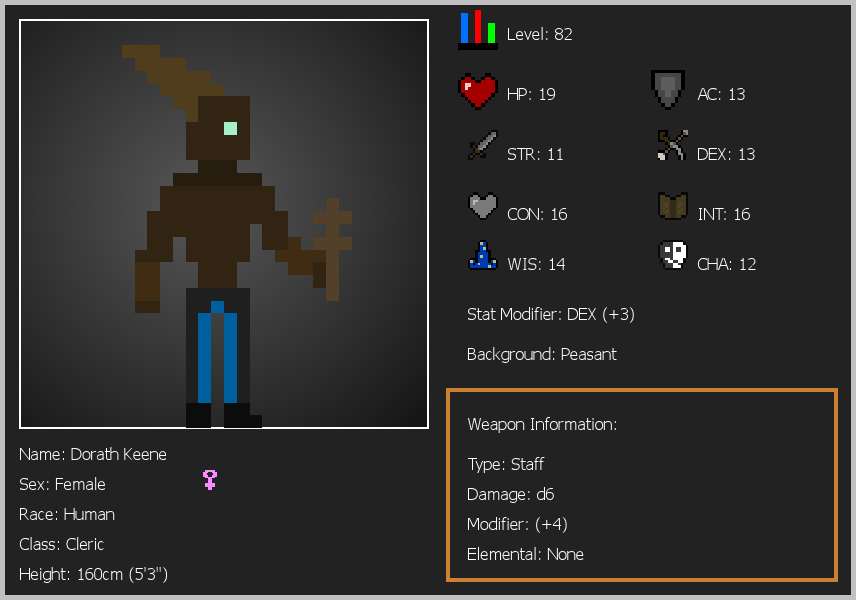 Level: 82
HP: 19
AC: 13
STR: 11
DEX: 13
CON: 16
INT: 16
WIS: 14
CHA: 12
Stat Modifier: DEX (+3)
Background: Peasant
Weapon Information:
Type: Staff
Damage: d6
Modifier: (+4)
Elemental: None
Name: Dorath Keene
Sex: Female
Race: Human
Class: Cleric
Height: 160cm (5'3")